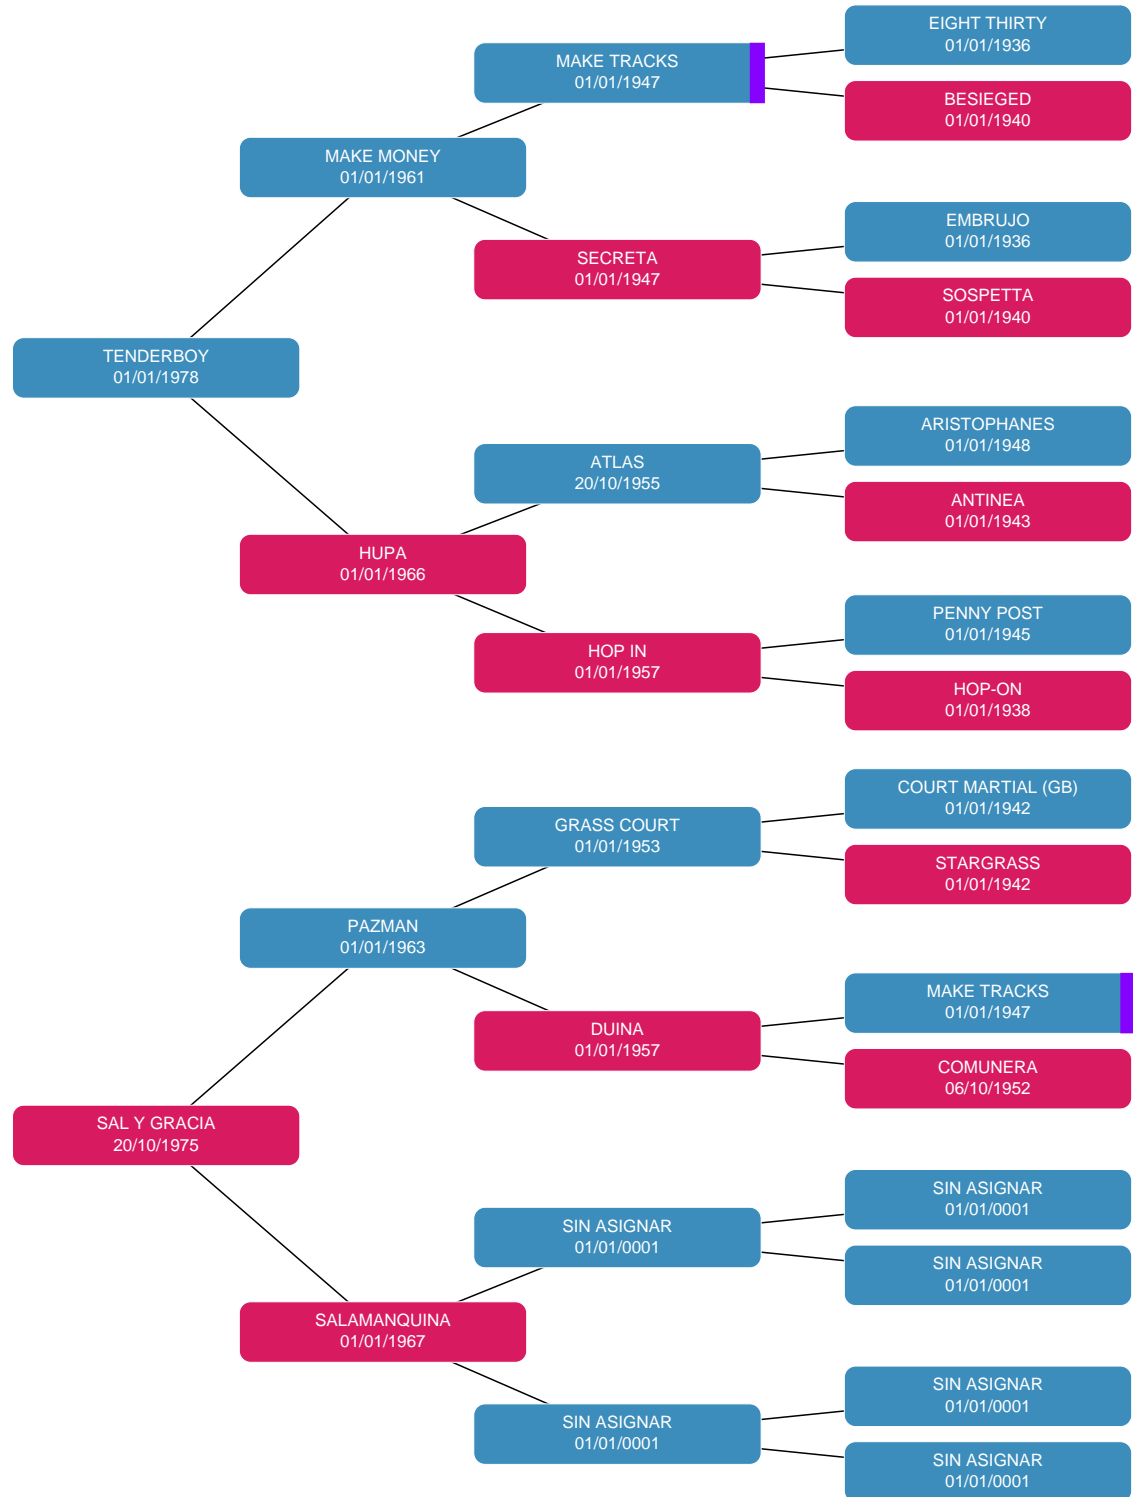 EIGHT THIRTY
01/01/1936
MAKE TRACKS
01/01/1947
BESIEGED
01/01/1940
MAKE MONEY
01/01/1961
EMBRUJO
01/01/1936
SECRETA
01/01/1947
SOSPETTA
01/01/1940
TENDERBOY
01/01/1978
ARISTOPHANES
01/01/1948
ATLAS
20/10/1955
ANTINEA
01/01/1943
HUPA
01/01/1966
PENNY POST
01/01/1945
HOP IN
01/01/1957
HOP-ON
01/01/1938
COURT MARTIAL (GB)
01/01/1942
GRASS COURT
01/01/1953
STARGRASS
01/01/1942
PAZMAN
01/01/1963
MAKE TRACKS
01/01/1947
DUINA
01/01/1957
COMUNERA
06/10/1952
SAL Y GRACIA
20/10/1975
SIN ASIGNAR
01/01/0001
SIN ASIGNAR
01/01/0001
SIN ASIGNAR
01/01/0001
SALAMANQUINA
01/01/1967
SIN ASIGNAR
01/01/0001
SIN ASIGNAR
01/01/0001
SIN ASIGNAR
01/01/0001